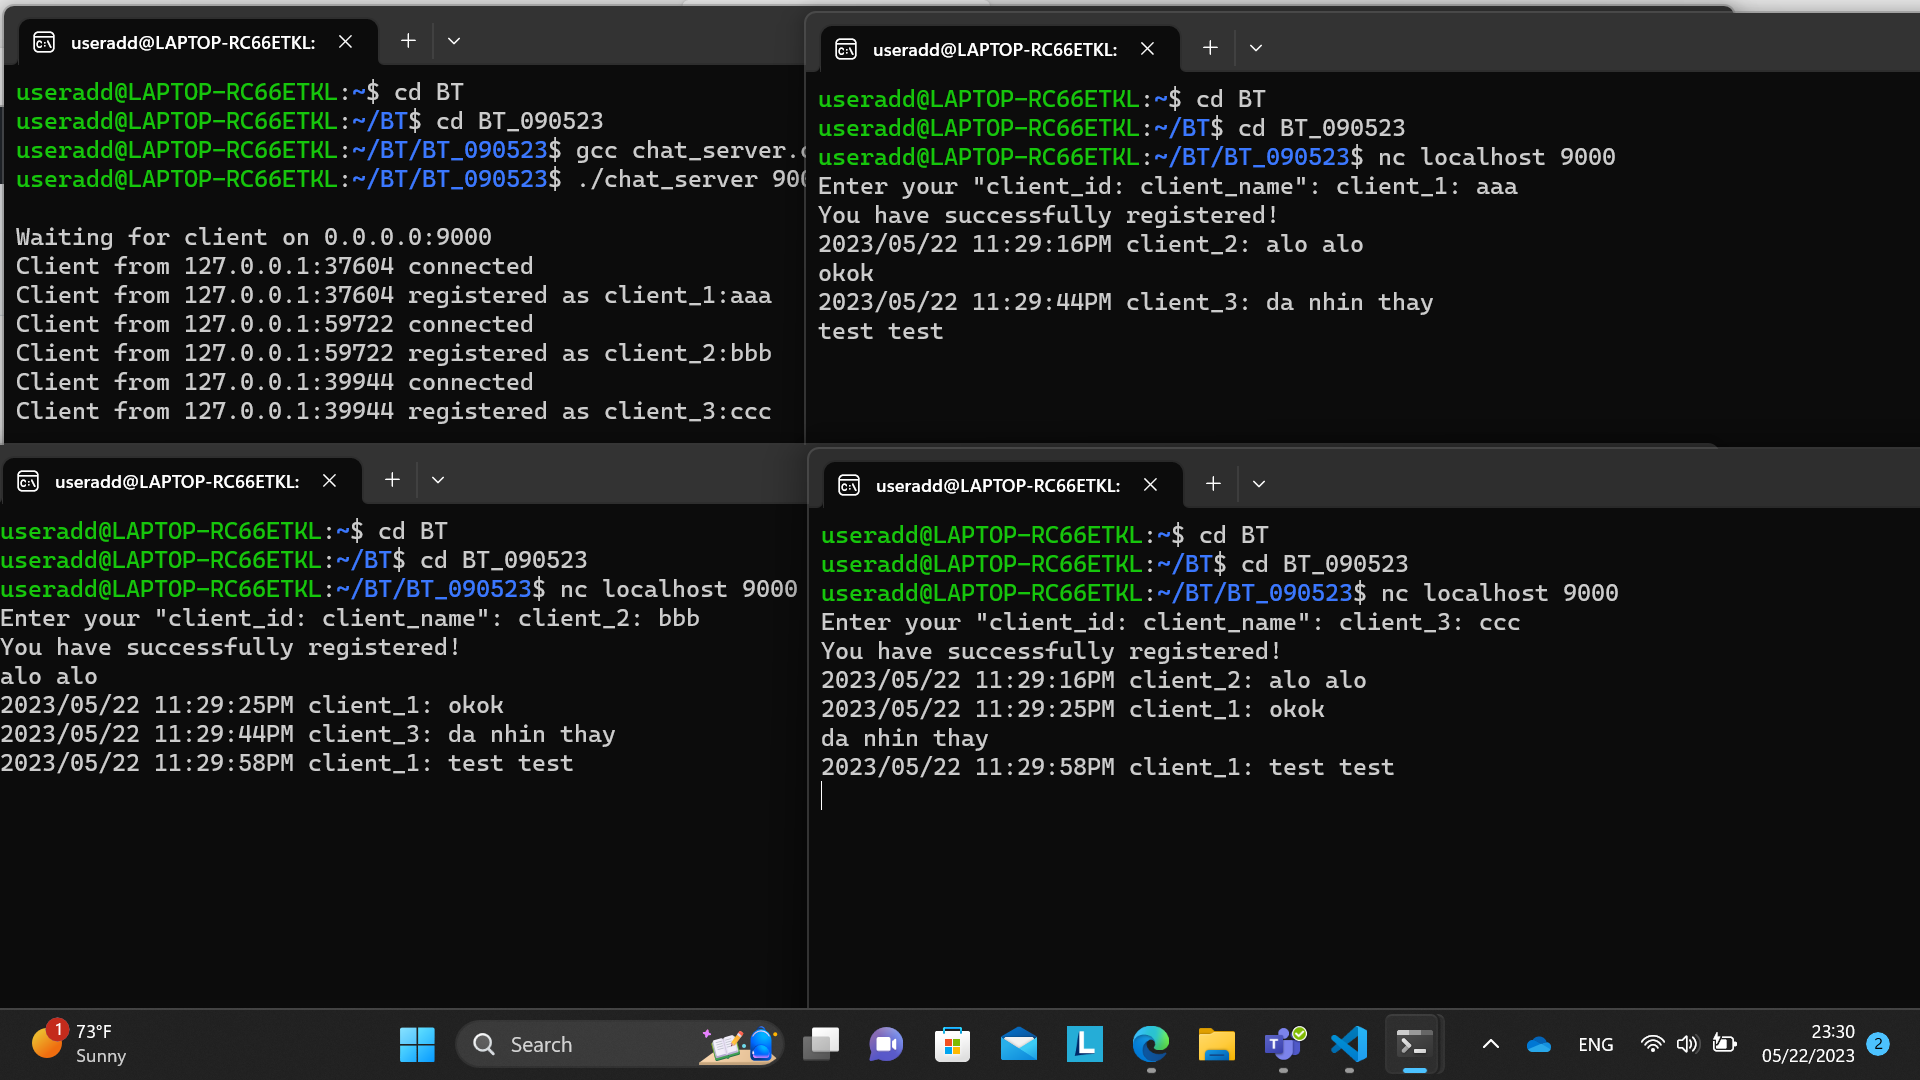 useradd@LAPTOP-RC66ETKL:
useradd@LAPTOP-RC66ETKL:~$ cd BT
useradd@LAPTOP-RC66ETKL:~/BT$ cd BT_090523
useradd@LAPTOP-RC66ETKL:~/BT/BT_090523$ gcc chat_server.c
useradd@LAPTOP-RC66ETKL:~/BT/BT_090523$ ./chat_server 900
Waiting for client on 0.0.0.0:9000
Client from 127.0.0.1:37604 connected
Client from 127.0.0.1:37604 registered as client_1:aaa
Client from 127.0.0.1:59722 connected
Client from 127.0.0.1:59722 registered as client_2:bbb
Client from 127.0.0.1:39944 connected
Client from 127.0.0.1:39944 registered as client_3:ccc
useradd@LAPTOP-RC66ETKL:
useradd@LAPTOP-RC66ETKL:~$ cd BT
useradd@LAPTOP-RC66ETKL:~/BT$ cd BT_090523
useradd@LAPTOP-RC66ETKL:~/BT/BT_090523$ nc localhost 9000
Enter your "client_id: client_name": client_1: aaa
You have successfully registered!
2023/05/22 11:29:16PM client_2: alo alo
okok
2023/05/22 11:29:44PM client_3: da nhin thay
test test
useradd@LAPTOP-RC66ETKL:
useradd@LAPTOP-RC66ETKL:~$ cd BT
useradd@LAPTOP-RC66ETKL:~/BT$ cd BT_090523
useradd@LAPTOP-RC66ETKL:~/BT/BT_090523$ nc localhost 9000
Enter your "client_id: client_name": client_2: bbb
You have successfully registered!
alo alo
2023/05/22 11:29:25PM client_1: okok
2023/05/22 11:29:44PM client_3: da nhin thay
2023/05/22 11:29:58PM client_1: test test
useradd@LAPTOP-RC66ETKL:
useradd@LAPTOP-RC66ETKL:~$ cd BT
useradd@LAPTOP-RC66ETKL:~/BT$ cd BT_090523
useradd@LAPTOP-RC66ETKL:~/BT/BT_090523$ nc localhost 9000
Enter your "client_id: client_name": client_3: ccc
You have successfully registered!
2023/05/22 11:29:16PM client_2: alo alo
2023/05/22 11:29:25PM client_1: okok
da nhin thay
2023/05/22 11:29:58PM client_1: test test
1
73°F
Sunny
Search
L
ENG
23:30
05/22/2023
2